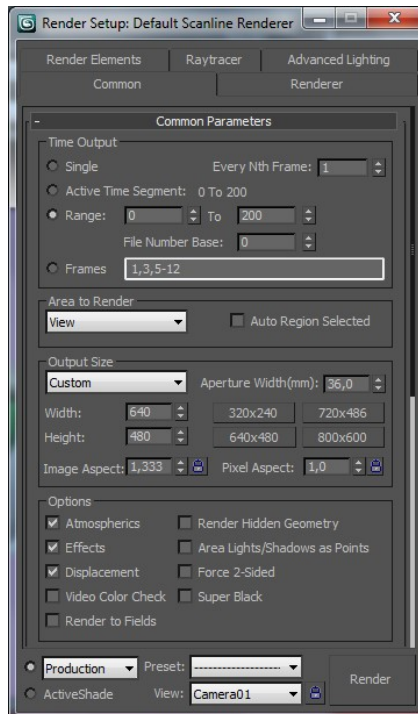 Render Setup: Default Scanline Renderer
Render Elements Raytracer Advanced Lighting
Common Renderer
- Common Parameters
Time Output
Single Every Nth Frame: 1
Active Time Segment: 0 To 200
Range: 0 To 200
File Number Base: 0
Frames 1,3,5-12
Area to Render
View Auto Region Selected
Output Size
Custom Aperture Width(mm): 36,0
Width: 640 320x240 720x486
Height: 480 640x480 800x600
Image Aspect: 1,333 Pixel Aspect: 1,0
Options
Atmospherics Render Hidden Geometry
Effects Area Lights/Shadows as Points
Displacement Force 2-Sided
Video Color Check Super Black
Render to Fields
Production Preset: --------------------
ActiveShade View: Camera01 Render